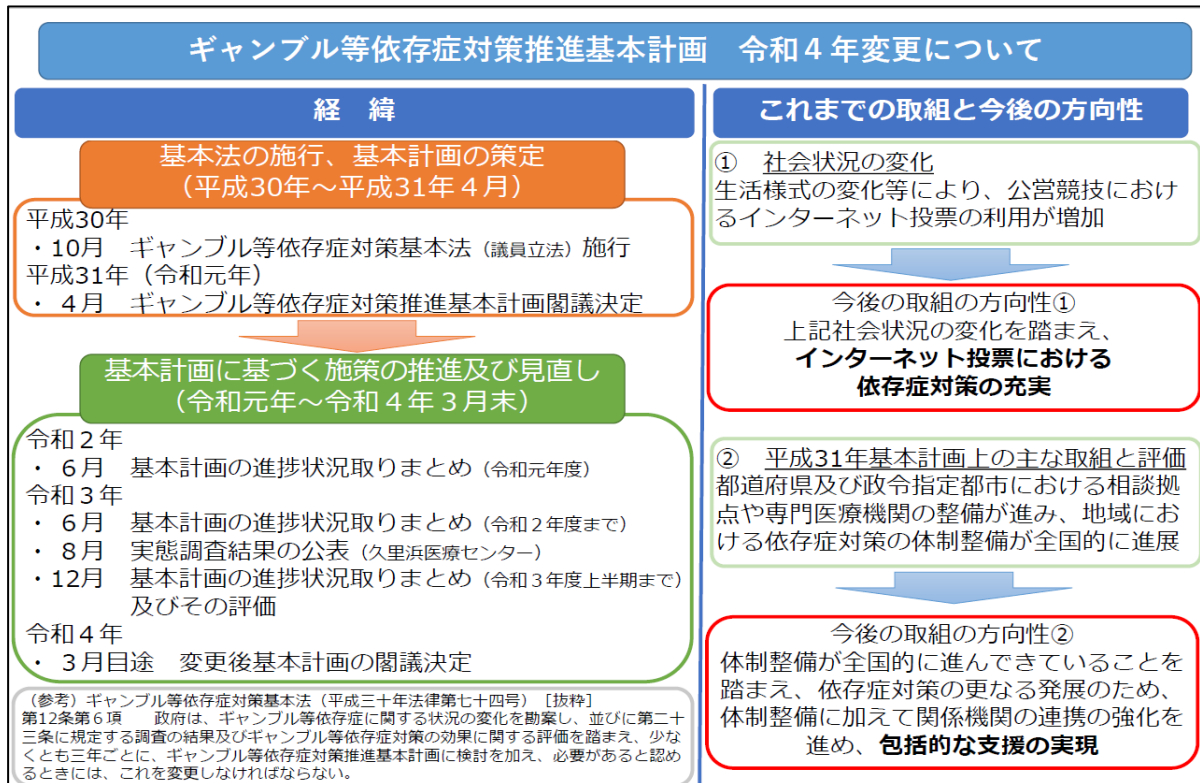 ギャンブル等依存症対策推進基本計画　令和４年変更について
経　緯
基本法の施行、基本計画の策定
（平成30年～平成31年４月）
平成30年
・10月　ギャンブル等依存症対策基本法（議員立法）施行
平成31年（令和元年）
・４月　ギャンブル等依存症対策推進基本計画閣議決定
基本計画に基づく施策の推進及び見直し
（令和元年～令和４年３月末）
令和２年
・６月　基本計画の進捗状況取りまとめ（令和元年度）
令和３年
・６月　基本計画の進捗状況取りまとめ（令和２年度まで）
・８月　実態調査結果の公表（久里浜医療センター）
・12月　基本計画の進捗状況取りまとめ（令和３年度上半期まで）
及びその評価
令和４年
・３月目途　変更後基本計画の閣議決定
（参考）ギャンブル等依存症対策基本法（平成三十年法律第七十四号）［抜粋］
第12条第６項　　政府は、ギャンブル等依存症に関する状況の変化を勘案し、並びに第二十
三条に規定する調査の結果及びギャンブル等依存症対策の効果に関する評価を踏まえ、少な
くとも三年ごとに、ギャンブル等依存症対策推進基本計画に検討を加え、必要があると認め
るときには、これを変更しなければならない。
これまでの取組と今後の方向性
①　社会状況の変化
生活様式の変化等により、公営競技にお
けるインターネット投票の利用が増加
今後の取組の方向性①
上記社会状況の変化を踏まえ、
インターネット投票における
依存症対策の充実
②　平成31年基本計画上の主な取組と評価
都道府県及び政令指定都市における相談拠
点や専門医療機関の整備が進み、地域にお
ける依存症対策の体制整備が全国的に進展
今後の取組の方向性②
体制整備が全国的に進んできていることを
踏まえ、依存症対策の更なる発展のため、
体制整備に加えて関係機関の連携の強化を
進め、包括的な支援の実現